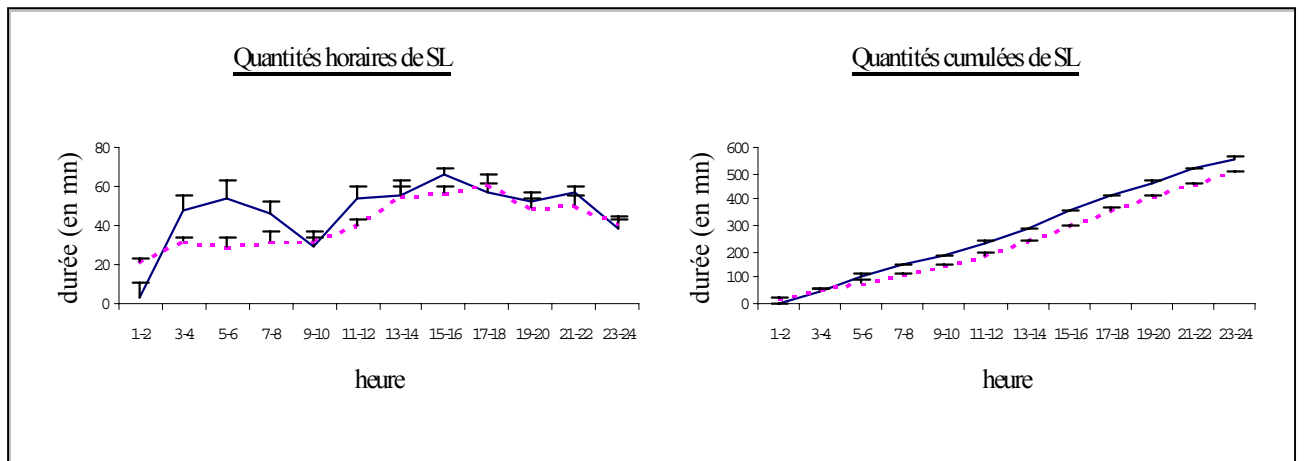 Quantités horaires de SL
durée (en mn)
80
60
40
20
0
1-2 3-4 5-6 7-8 9-10 11-12 13-14 15-16 17-18 19-20 21-22 23-24
heure
Quantités cumulées de SL
durée (en mn)
600
500
400
300
200
100
0
1-2 3-4 5-6 7-8 9-10 11-12 13-14 15-16 17-18 19-20 21-22 23-24
heure